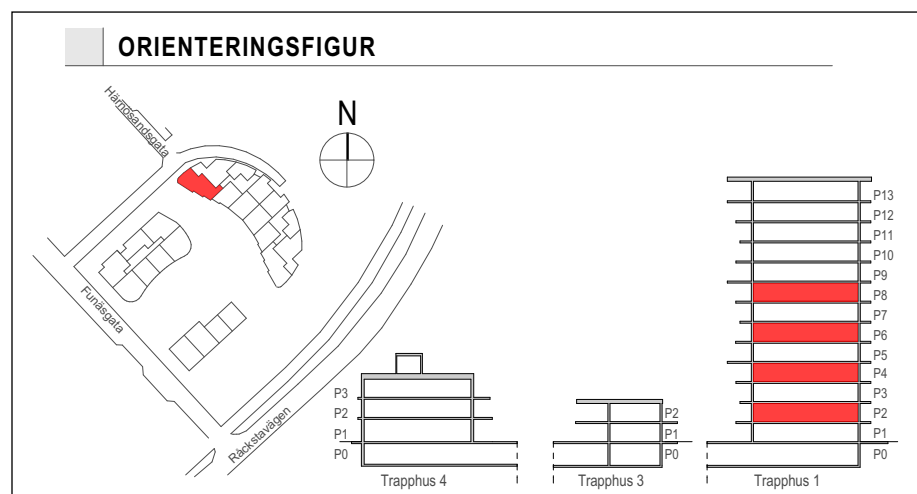 ORIENTERINGSFIGUR
Härnösandsgata
N
Funäsgata
Råckstavägen
P3
P2
P1
P0
Trapphus 4
P2
P1
P0
Trapphus 3
P13
P12
P11
P10
P9
P8
P7
P6
P5
P4
P3
P2
P1
P0
Trapphus 1